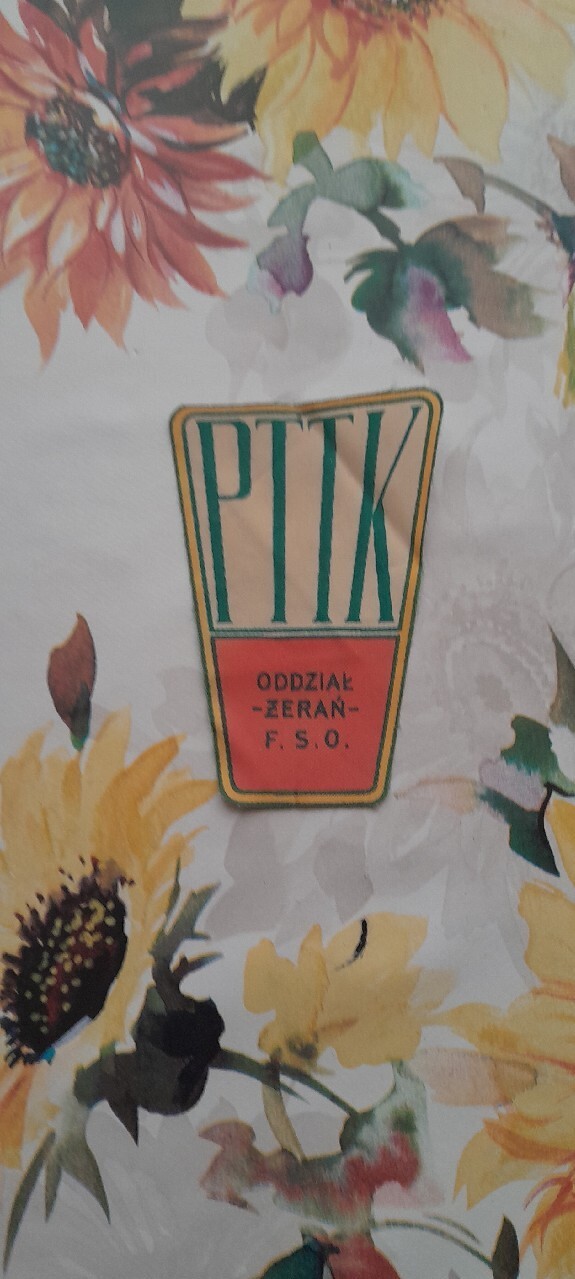 PTTK
ODDZIAŁ
-ŻERAŃ-
F. S. O.